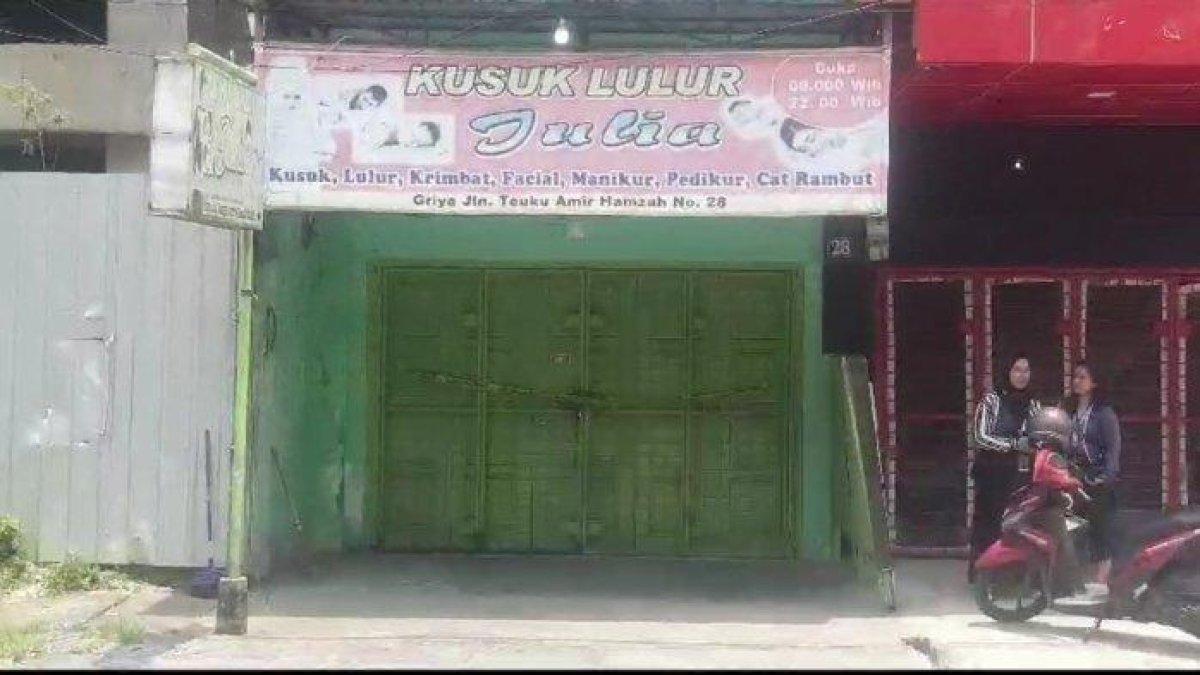 KUSUK LULUR
Julia
Buka
09.000 Wib
22.00 Wib
Kusuk, Lulur, Krimbat, Facial, Manikur, Pedikur, Cat Rambut
Griya Jln. Teuku Amir Hamzah No. 28
28